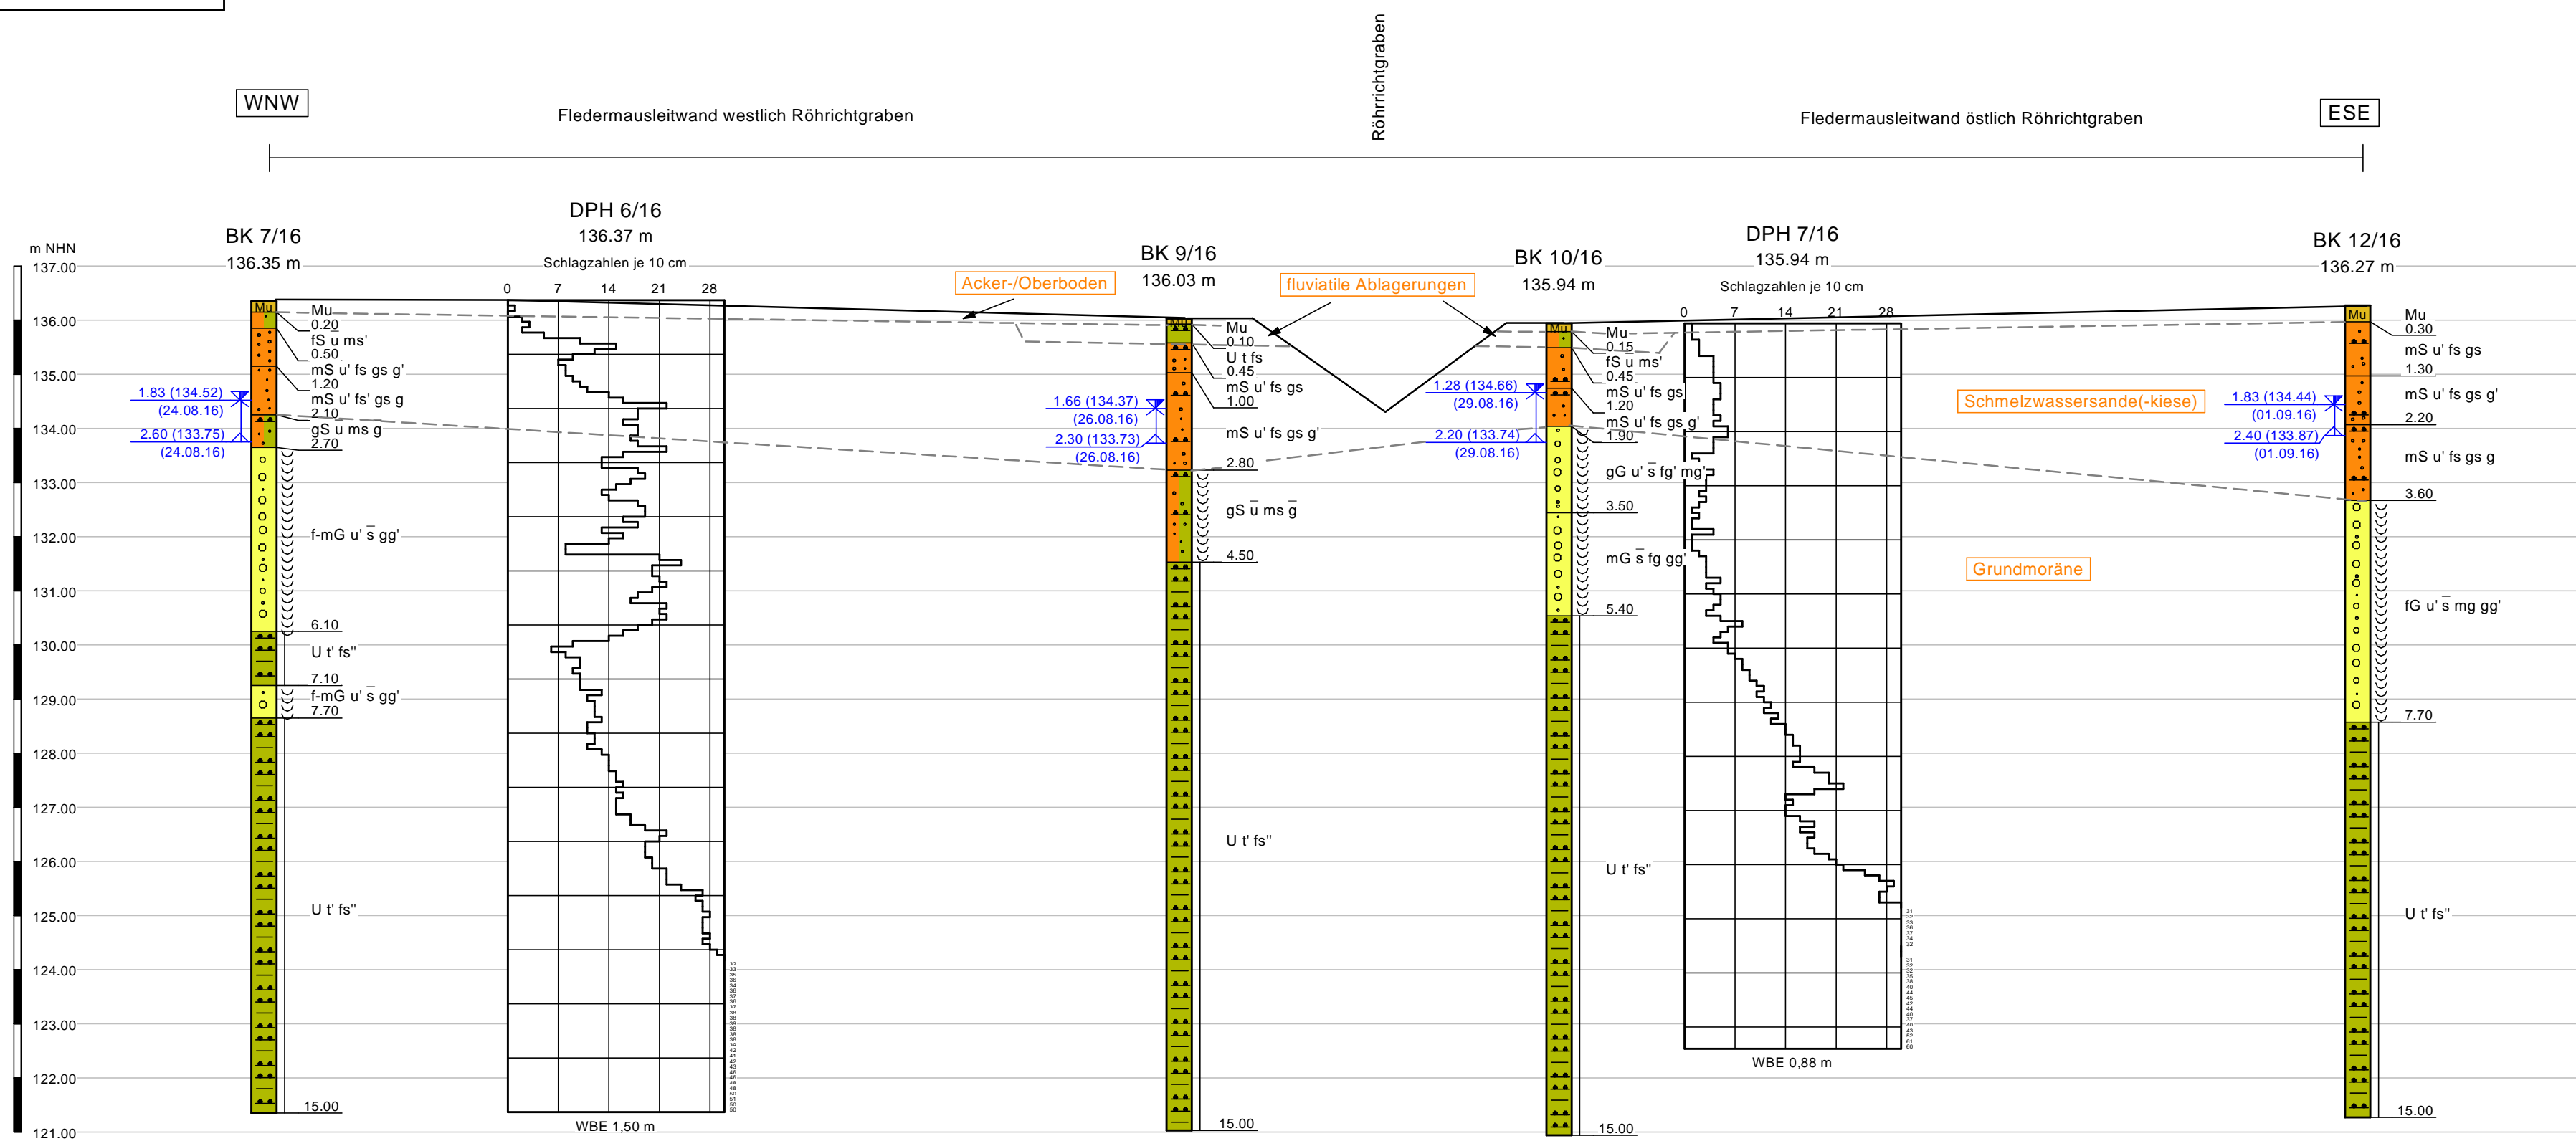 Röhrrichtgraben
WNW
Fledermausleitwand westlich Röhrichtgraben
Fledermausleitwand östlich Röhrichtgraben
ESE
m NHN
137.00
136.00
135.00
134.00
133.00
132.00
131.00
130.00
129.00
128.00
127.00
126.00
125.00
124.00
123.00
122.00
121.00
BK 7/16
136.35 m
Mu
Mu
0.20
fS u̅ ms'
0.50
mS u' fs gs g'
1.20
mS u' fs' gs g
2.10
gS u ms g
2.70
f-mG u' s̅ gg'
6.10
U t' fs''
7.10
f-mG u' s̅ gg'
7.70
U t' fs''
15.00
1.83 (134.52)
(24.08.16)
2.60 (133.75)
(24.08.16)
DPH 6/16
136.37 m
Schlagzahlen je 10 cm
0 7 14 21 28
WBE 1,50 m
Acker-/Oberboden
BK 9/16
136.03 m
Mu
Mu
0.10
U t fs
0.45
mS u' fs gs
1.00
mS u' fs gs g'
2.80
gS u̅ ms g̅
4.50
U t' fs''
15.00
1.66 (134.37)
(26.08.16)
2.30 (133.73)
(26.08.16)
fluviatile Ablagerungen
BK 10/16
135.94 m
Mu
Mu
0.15
fS u̅ ms'
0.45
mS u' fs gs
1.20
mS u' fs gs g'
1.90
gG u' s̅ fg' mg'
3.50
mG s̅ fg gg'
5.40
U t' fs''
15.00
1.28 (134.66)
(29.08.16)
2.20 (133.74)
(29.08.16)
DPH 7/16
135.94 m
Schlagzahlen je 10 cm
0 7 14 21 28
WBE 0,88 m
Schmelzwassersande(-kiese)
Grundmoräne
BK 12/16
136.27 m
Mu
Mu
0.30
mS u' fs gs
1.30
mS u' fs gs g'
2.20
mS u' fs gs g
3.60
fG u' s̅ mg gg'
7.70
U t' fs''
15.00
1.83 (134.44)
(01.09.16)
2.40 (133.87)
(01.09.16)